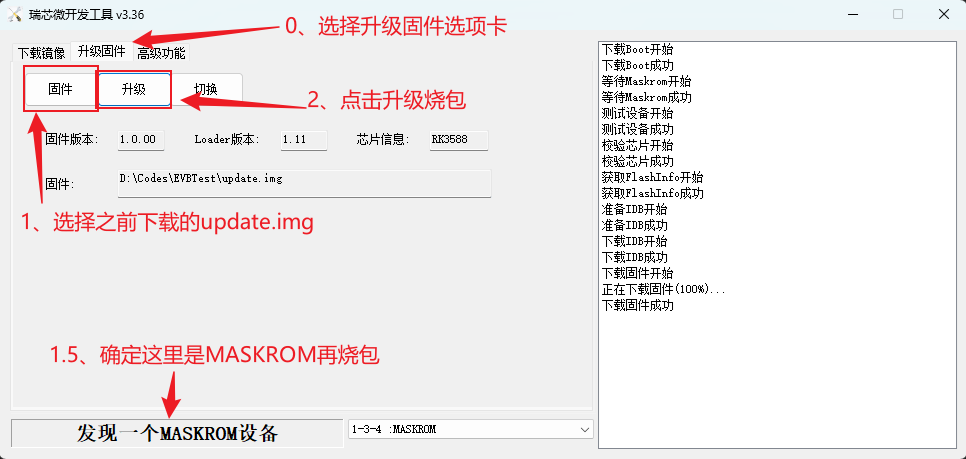 瑞芯微开发工具 v3.36
0、选择升级固件选项卡
下载镜像 升级固件 高级功能
固件 升级 切换
2、点击升级烧包
固件版本: 1.0.00 Loader版本: 1.11 芯片信息: RK3588
固件: D:\Codes\EVBTest\update.img
1、选择之前下载的update.img
1.5、确定这里是MASKROM再烧包
发现一个MASKROM设备 1-3-4 :MASKROM
下载Boot开始
下载Boot成功
等待Maskrom开始
等待Maskrom成功
测试设备开始
测试设备成功
校验芯片开始
校验芯片成功
获取FlashInfo开始
获取FlashInfo成功
准备IDB开始
准备IDB成功
下载IDB开始
下载IDB成功
下载固件开始
正在下载固件(100%)...
下载固件成功